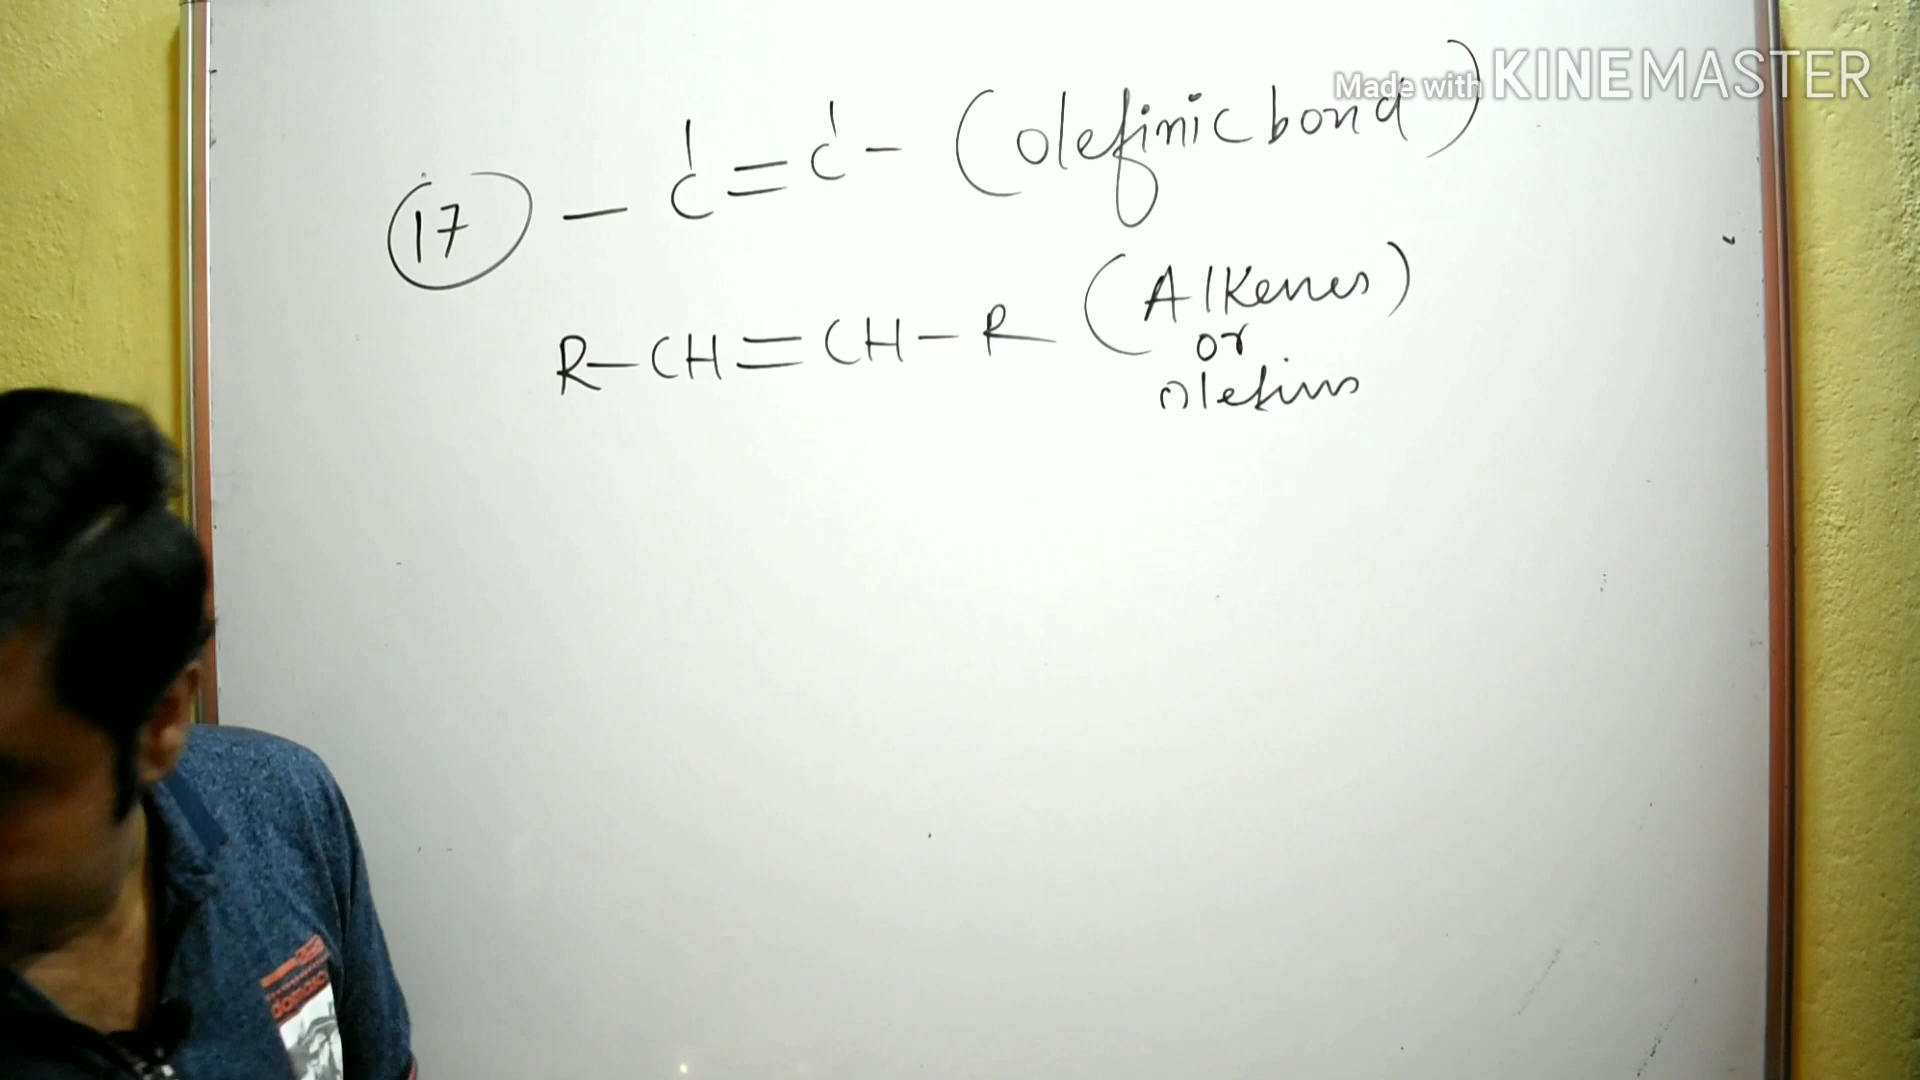 Made with KINEMASTER
17 - C = C - (olefinic bond)
R-CH=CH-R (Alkenes)
or
olefins